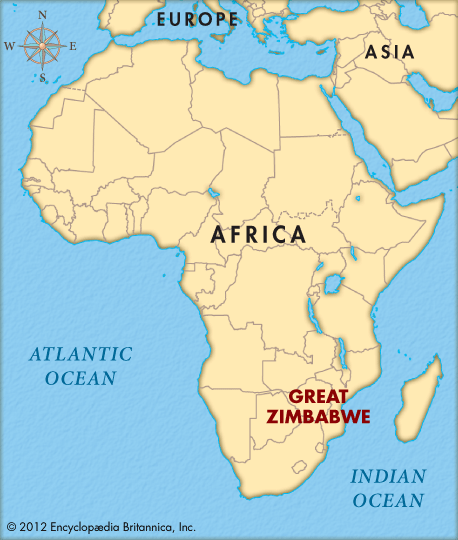 EUROPE
N
W E
S
ASIA
AFRICA
ATLANTIC
OCEAN
GREAT
ZIMBABWE
INDIAN
OCEAN
© 2012 Encyclopædia Britannica, Inc.